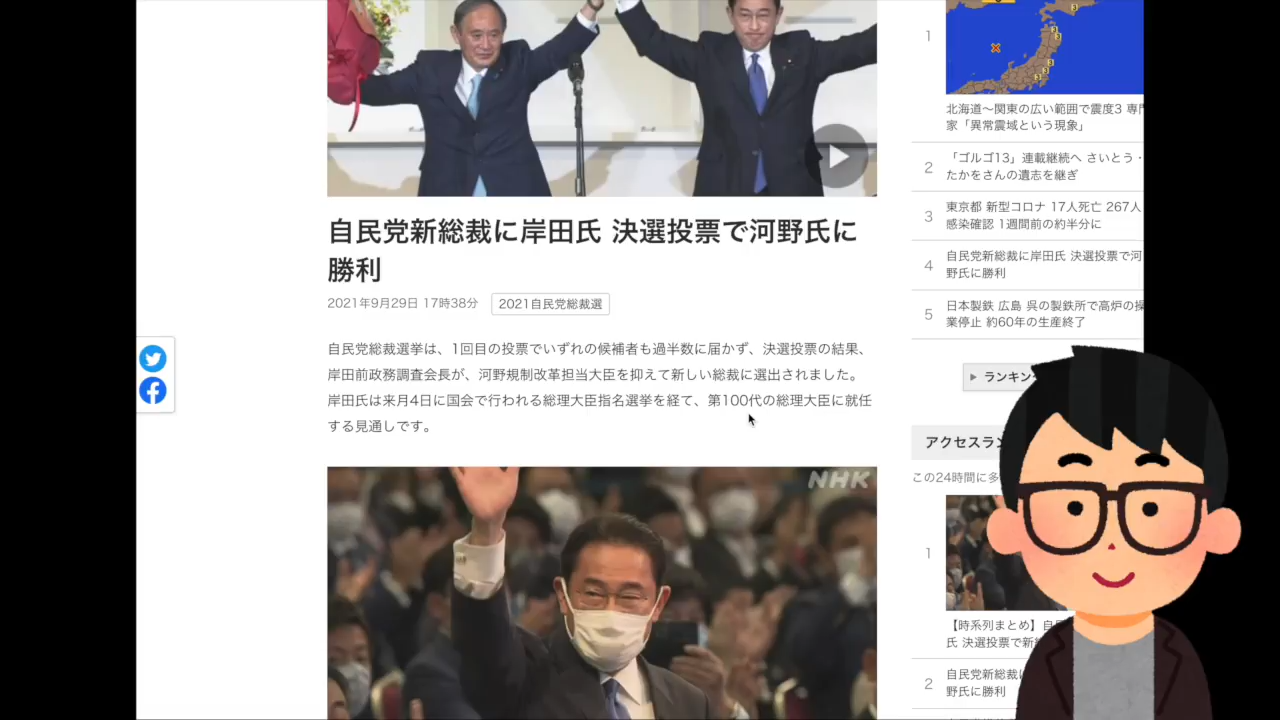 自民党新総裁に岸田氏 決選投票で河野氏に
勝利
2021年9月29日 17時38分
2021自民党総裁選
自民党総裁選挙は、1回目の投票でいずれの候補者も過半数に届かず、決選投票の結果、
岸田前政務調査会長が、河野規制改革担当大臣を抑えて新しい総裁に選出されました。
岸田氏は来月4日に国会で行われる総理大臣指名選挙を経て、第100代の総理大臣に就任
する見通しです。
NHK
1
北海道〜関東の広い範囲で震度3 専門
家「異常震域という現象」
2
「ゴルゴ13」連載継続へ さいとう・
たかをさんの遺志を継ぎ
3
東京都 新型コロナ 17人死亡 267人
感染確認 1週間前の約半分に
4
自民党新総裁に岸田氏 決選投票で河
野氏に勝利
5
日本製鉄 広島 呉の製鉄所で高炉の操
業停止 約60年の生産終了
ランキン
アクセスラン
この24時間に多
1
【時系列まとめ】自
氏 決選投票で新
2
自民党新総裁
野氏に勝利